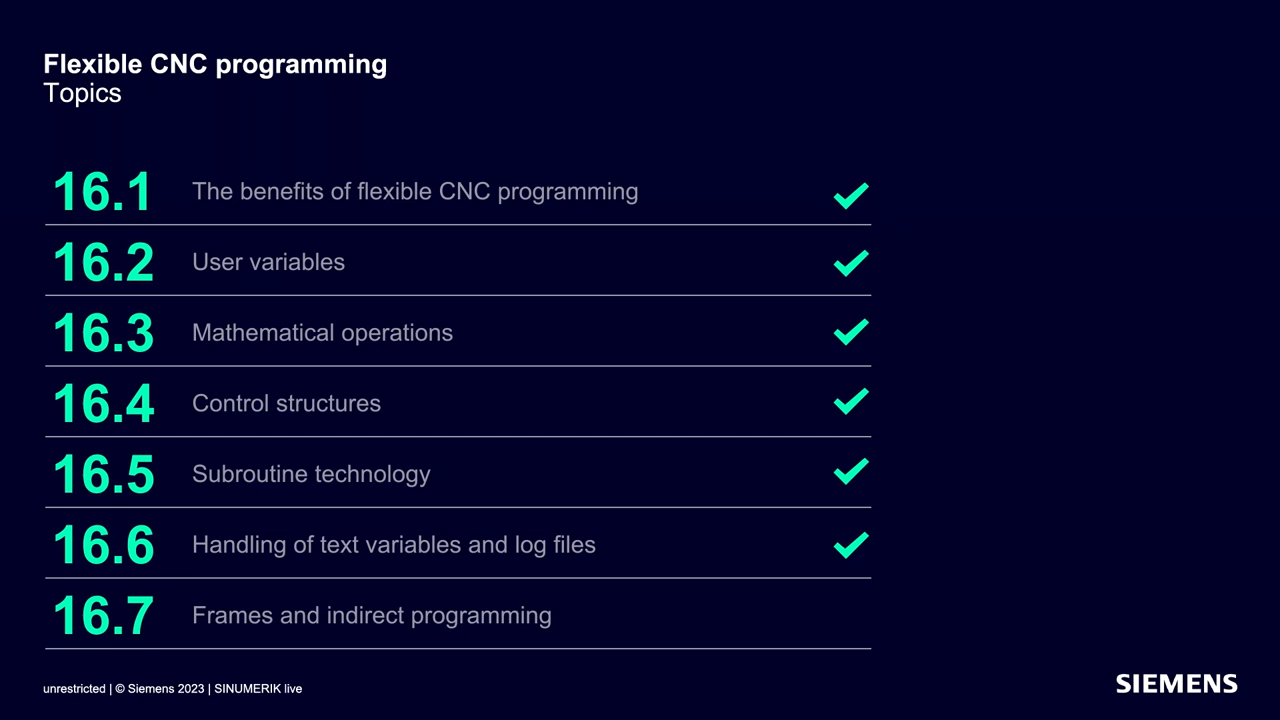 Flexible CNC programming
Topics
16.1 The benefits of flexible CNC programming
16.2 User variables
16.3 Mathematical operations
16.4 Control structures
16.5 Subroutine technology
16.6 Handling of text variables and log files
16.7 Frames and indirect programming
unrestricted | © Siemens 2023 | SINUMERIK live
SIEMENS